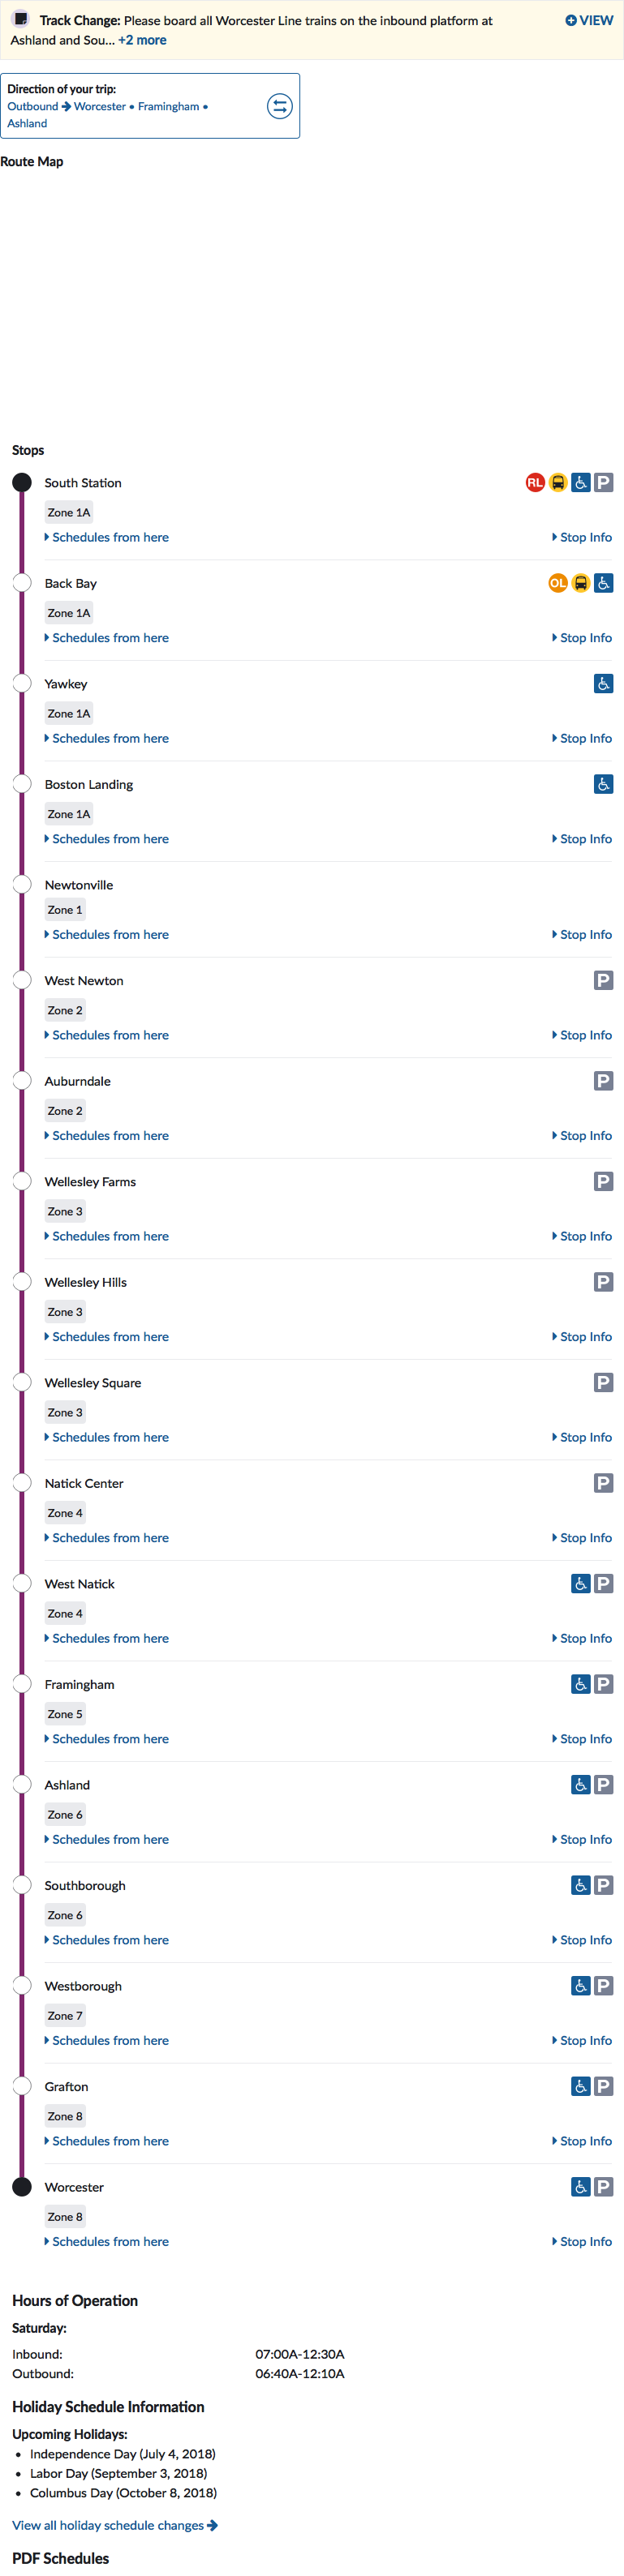 Track Change: Please board all Worcester Line trains on the inbound platform at
VIEW
Ashland and Sou... +2 more
Direction of your trip:
Outbound Worcester • Framingham •
Ashland
Route Map
Stops
South Station RL P
Zone 1A
Schedules from here Stop Info
Back Bay OL
Zone 1A
Schedules from here Stop Info
Yawkey
Zone 1A
Schedules from here Stop Info
Boston Landing
Zone 1A
Schedules from here Stop Info
Newtonville
Zone 1
Schedules from here Stop Info
West Newton P
Zone 2
Schedules from here Stop Info
Auburndale P
Zone 2
Schedules from here Stop Info
Wellesley Farms P
Zone 3
Schedules from here Stop Info
Wellesley Hills P
Zone 3
Schedules from here Stop Info
Wellesley Square P
Zone 3
Schedules from here Stop Info
Natick Center P
Zone 4
Schedules from here Stop Info
West Natick P
Zone 4
Schedules from here Stop Info
Framingham P
Zone 5
Schedules from here Stop Info
Ashland P
Zone 6
Schedules from here Stop Info
Southborough P
Zone 6
Schedules from here Stop Info
Westborough P
Zone 7
Schedules from here Stop Info
Grafton P
Zone 8
Schedules from here Stop Info
Worcester P
Zone 8
Schedules from here Stop Info
Hours of Operation
Saturday:
Inbound: 07:00A-12:30A
Outbound: 06:40A-12:10A
Holiday Schedule Information
Upcoming Holidays:
• Independence Day (July 4, 2018)
• Labor Day (September 3, 2018)
• Columbus Day (October 8, 2018)
View all holiday schedule changes
PDF Schedules